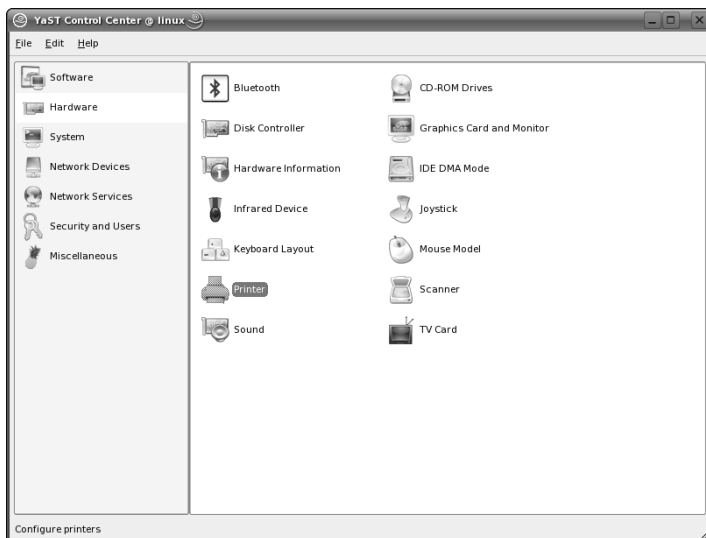 YaST Control Center @ linux
File Edit Help
Software
Hardware
System
Network Devices
Network Services
Security and Users
Miscellaneous
Bluetooth
CD-ROM Drives
Disk Controller
Graphics Card and Monitor
Hardware Information
IDE DMA Mode
Infrared Device
Joystick
Keyboard Layout
Mouse Model
Printer
Scanner
Sound
TV Card
Configure printers